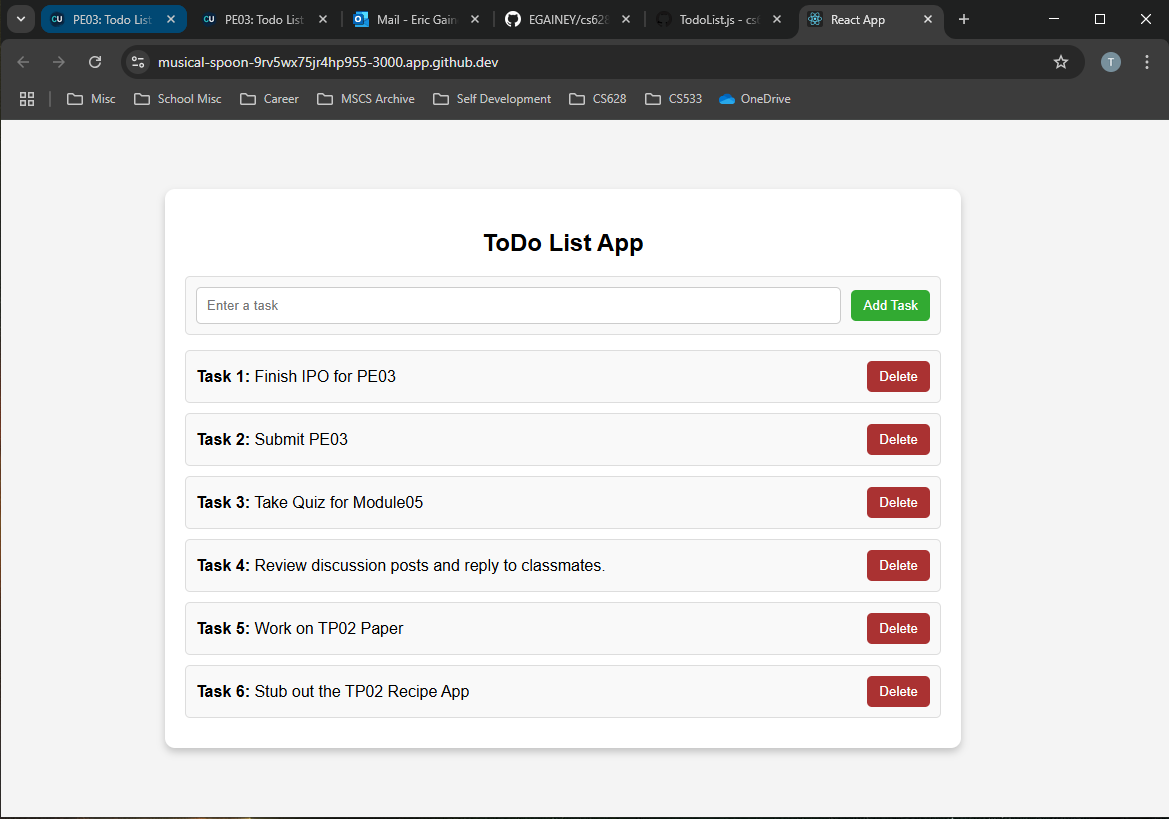 PE03: Todo List
PE03: Todo List
Mail - Eric Gain
EGAINEY/cs628
TodoList.js - cs6
React App
musical-spoon-9rv5wx75jr4hp955-3000.app.github.dev
T
Misc
School Misc
Career
MSCS Archive
Self Development
CS628
CS533
OneDrive
ToDo List App
Enter a task
Add Task
Task 1: Finish IPO for PE03
Delete
Task 2: Submit PE03
Delete
Task 3: Take Quiz for Module05
Delete
Task 4: Review discussion posts and reply to classmates.
Delete
Task 5: Work on TP02 Paper
Delete
Task 6: Stub out the TP02 Recipe App
Delete